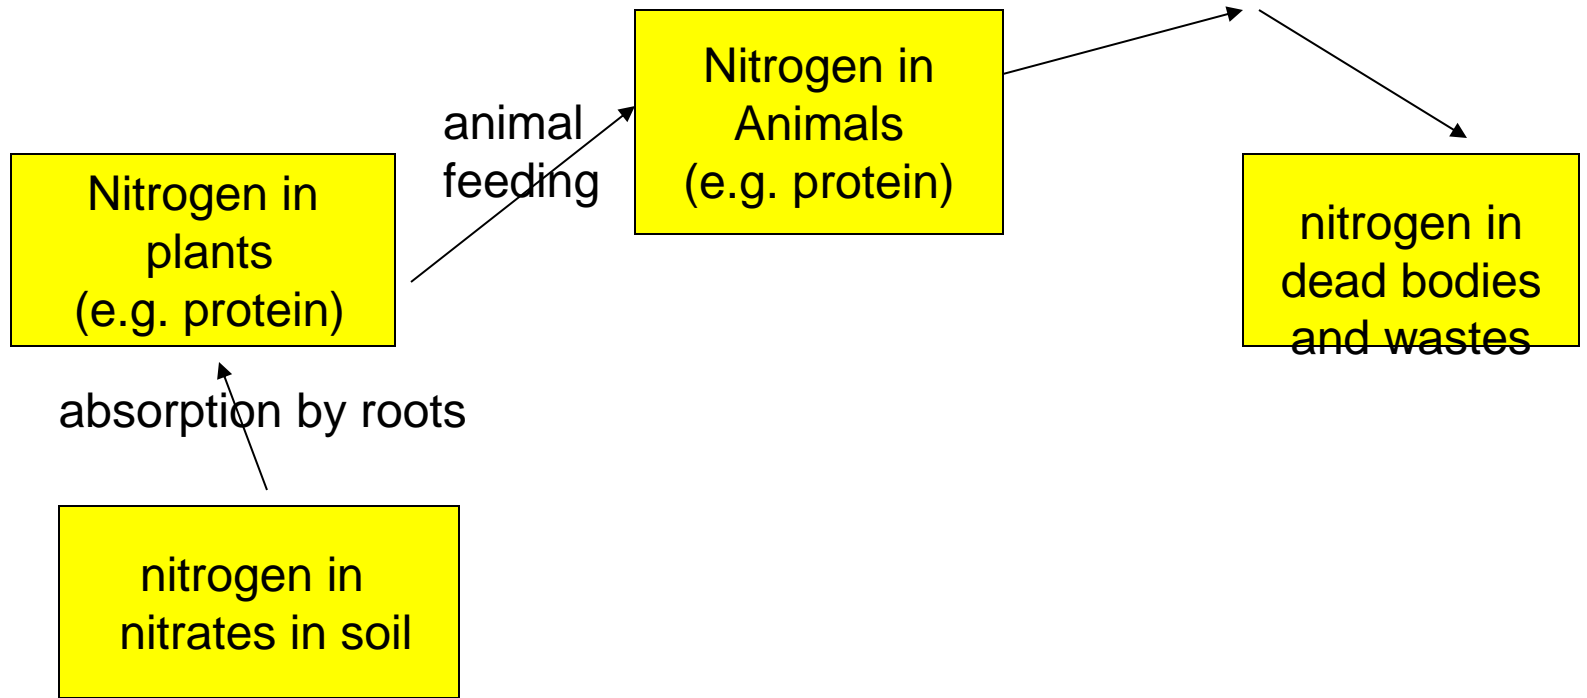 Nitrogen in
Animals
(e.g. protein)
animal
feeding
Nitrogen in
plants
(e.g. protein)
nitrogen in
dead bodies
and wastes
absorption by roots
nitrogen in
nitrates in soil